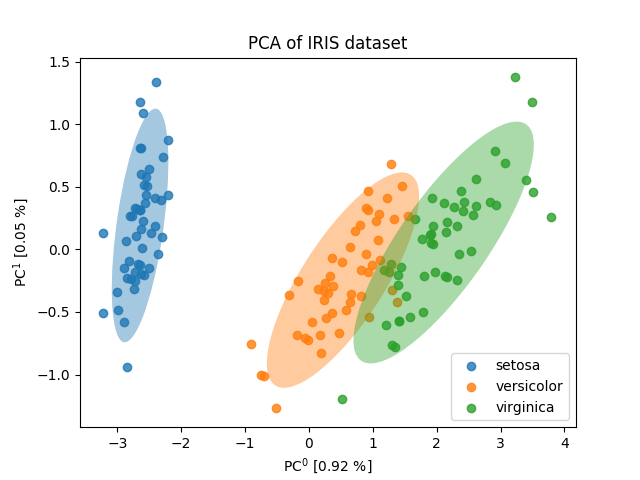 PCA of IRIS dataset
1.5
1.0
0.5
0.0
−0.5
−1.0
PC¹ [0.05 %]
−3
−2
−1
0
1
2
3
4
PC⁰ [0.92 %]
setosa
versicolor
virginica